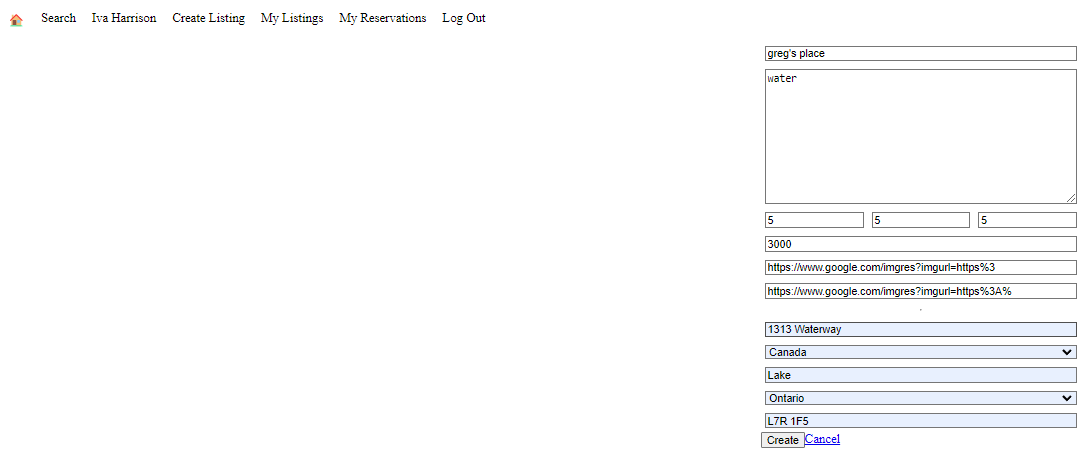 Search Iva Harrison Create Listing My Listings My Reservations Log Out
greg's place
water
5 5 5
3000
https://www.google.com/imgres?imgurl=https%3
https://www.google.com/imgres?imgurl=https%3A%
1313 Waterway
Canada
Lake
Ontario
L7R 1F5
Create Cancel